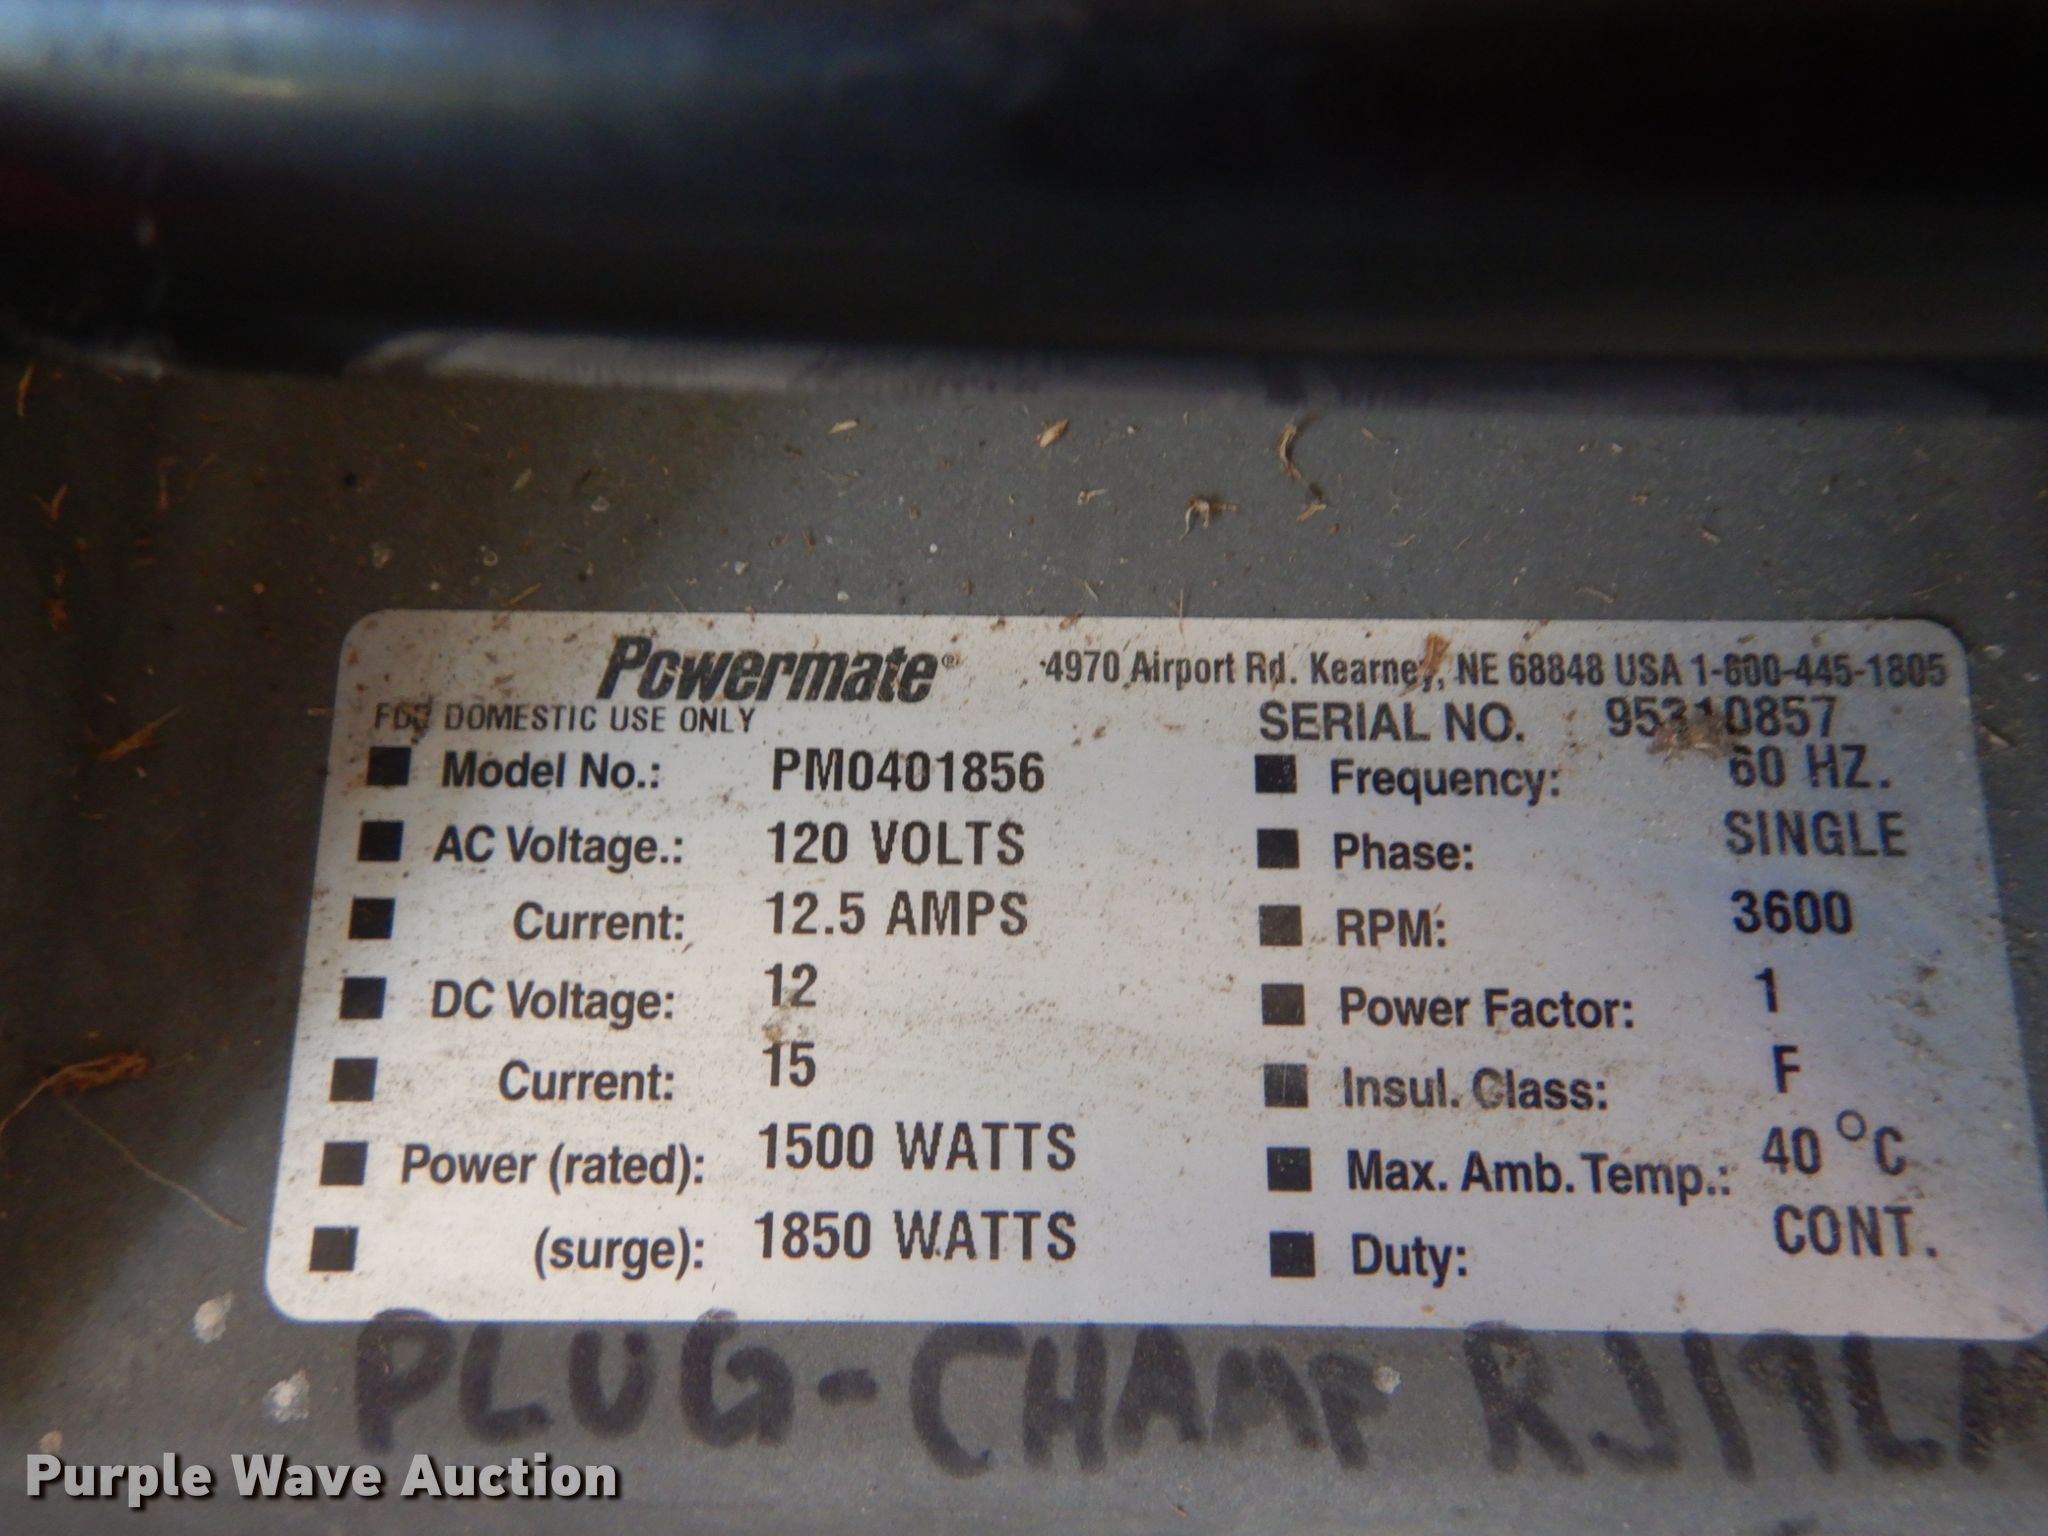 Powermate® 4970 Airport Rd. Kearney, NE 68848 USA 1-800-445-1805
FOR DOMESTIC USE ONLY SERIAL NO. 95310857
Model No.: PM0401856 Frequency: 60 HZ.
AC Voltage.: 120 VOLTS Phase: SINGLE
Current: 12.5 AMPS RPM: 3600
DC Voltage: 12 Power Factor: 1
Current: 15 Insul. Class: F
Power (rated): 1500 WATTS Max. Amb. Temp.: 40 °C
(surge): 1850 WATTS Duty: CONT.
PLUG-CHAMP RJ19LM
Purple Wave Auction